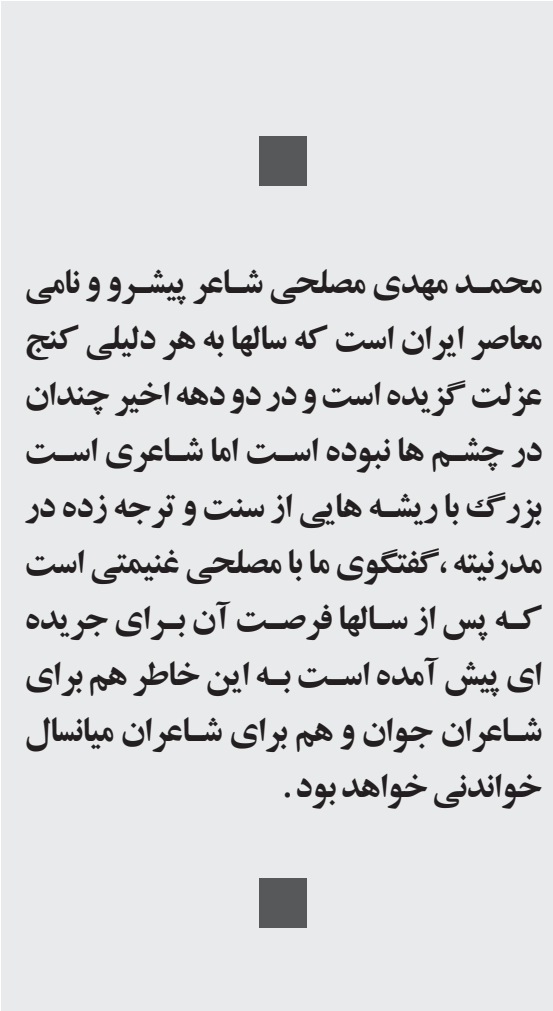 محمـد مهدی مصلحی شـاعر پیشـرو و نامی
معاصر ایران است که سالها به هر دلیلی کنج
عزلت گزیده است و در دو دهه اخیر چندان
در چشـم ها نبوده اسـت اما شـاعری اسـت
بزرگ با ریشـه هایی از سنت و ترجه زده در
مدرنیته ،گفتگوی ما با مصلحی غنیمتی است
کـه پس از سـالها فرصـت آن بـرای جریده
ای پیش آمده اسـت بـه این خاطر هم برای
شـاعران جوان و هم برای شـاعران میانسال
خواندنی خواهد بود .